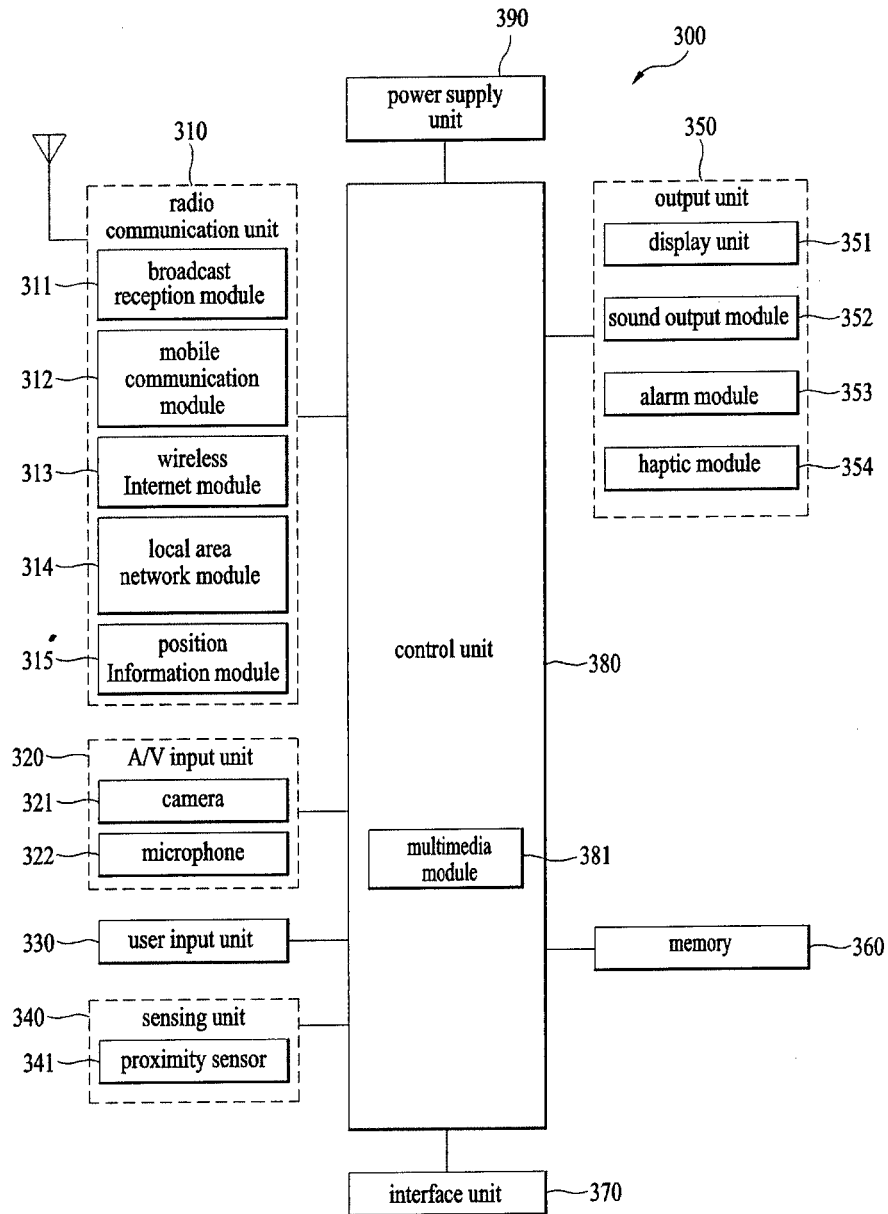 390
300
power supply
unit
310
350
radio
communication unit
output unit
display unit
351
311
broadcast
reception module
sound output module
352
312
mobile
communication
module
alarm module
353
313
wireless
Internet module
haptic module
354
314
local area
network module
315
position
Information module
control unit
380
320
A/V input unit
321
camera
322
microphone
multimedia
module
381
330
user input unit
memory
360
340
sensing unit
341
proximity sensor
interface unit
370